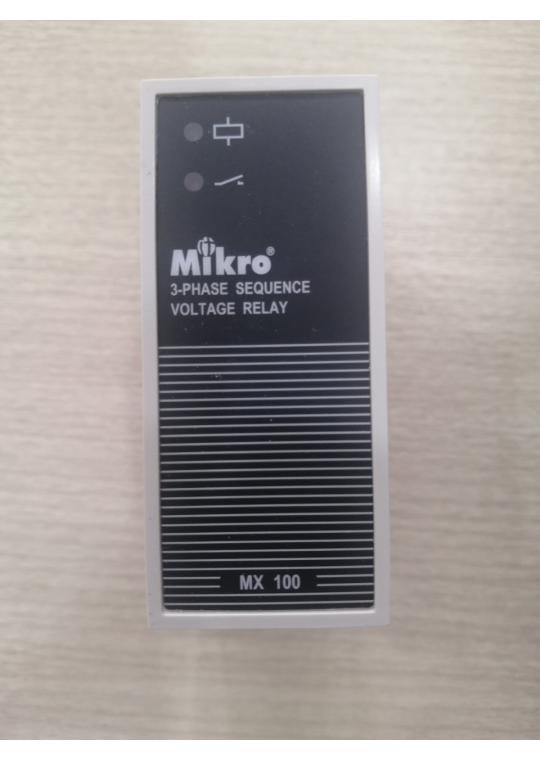 Mikro®
3-PHASE SEQUENCE
VOLTAGE RELAY
MX 100